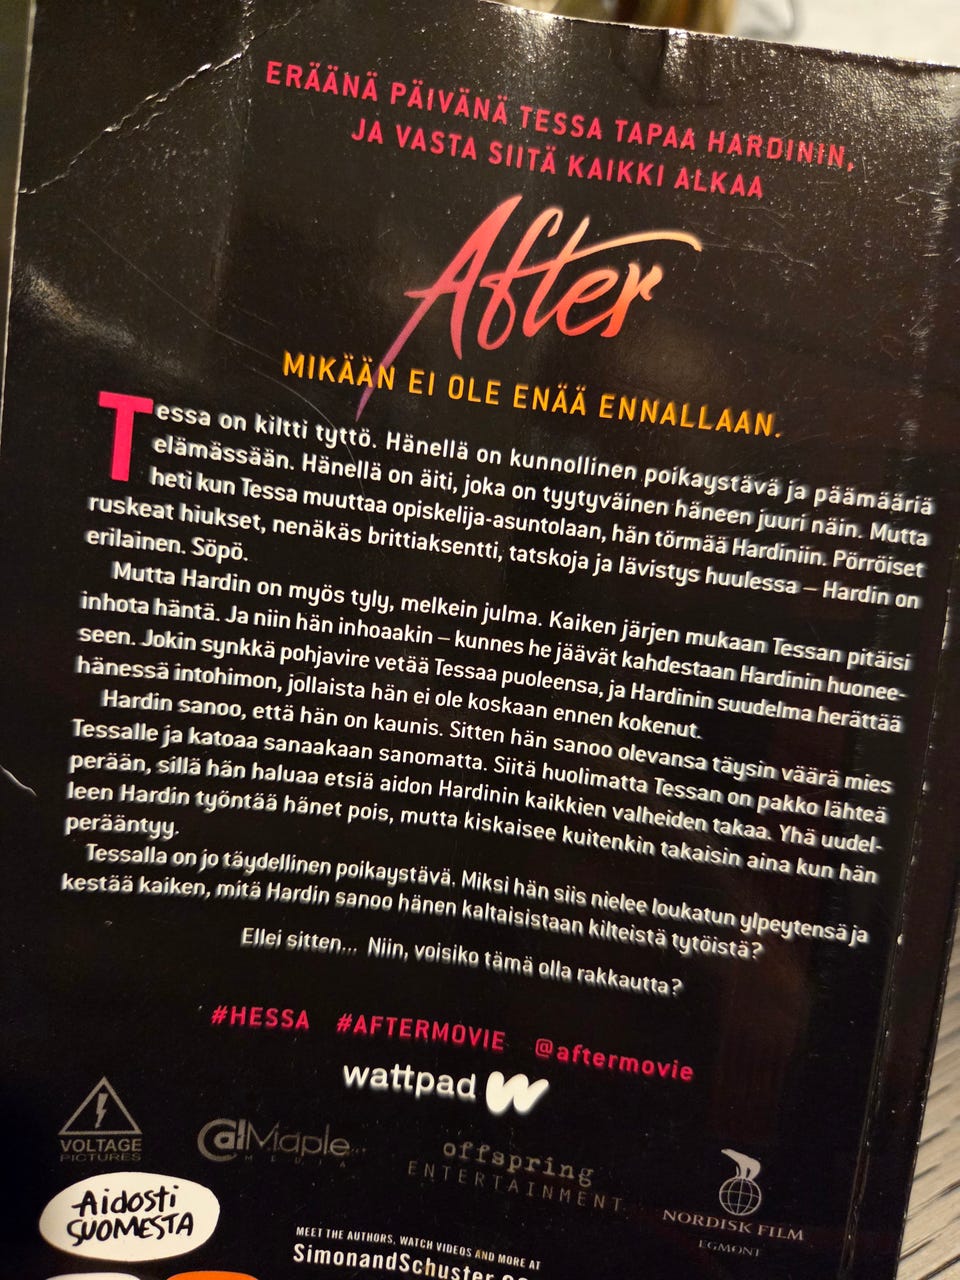 ERÄÄNÄ PÄIVÄNÄ TESSA TAPAA HARDININ,
JA VASTA SIITÄ KAIKKI ALKAA
After
MIKÄÄN EI OLE ENÄÄ ENNALLAAN.
Tessa on kiltti tyttö. Hänellä on kunnollinen poikaystävä ja päämääriä
elämässään. Hänellä on äiti, joka on tyytyväinen häneen juuri näin. Mutta
heti kun Tessa muuttaa opiskelija-asuntolaan, hän törmää Hardiniin. Pörröiset
ruskeat hiukset, nenäkäs brittiaksentti, tatskoja ja lävistys huulessa – Hardin on
erilainen. Söpö.
Mutta Hardin on myös tyly, melkein julma. Kaiken järjen mukaan Tessan pitäisi
inhota häntä. Ja niin hän inhoaakin – kunnes he jäävät kahdestaan Hardinin huonee-
seen. Jokin synkkä pohjavire vetää Tessaa puoleensa, ja Hardinin suudelma herättää
hänessä intohimon, jollaista hän ei ole koskaan ennen kokenut.
Hardin sanoo, että hän on kaunis. Sitten hän sanoo olevansa täysin väärä mies
Tessalle ja katoaa sanaakaan sanomatta. Siitä huolimatta Tessan on pakko lähteä
perään, sillä hän haluaa etsiä aidon Hardinin kaikkien valheiden takaa. Yhä uudel-
leen Hardin työntää hänet pois, mutta kiskaisee kuitenkin takaisin aina kun hän
perääntyy.
Tessalla on jo täydellinen poikaystävä. Miksi hän siis nielee loukatun ylpeytensä ja
kestää kaiken, mitä Hardin sanoo hänen kaltaisistaan kilteistä tytöistä?
Ellei sitten... Niin, voisiko tämä olla rakkautta?
#HESSA #AFTERMOVIE @aftermovie
wattpad
VOLTAGE
PICTURES
CalMaple
MEDIA
offspring
ENTERTAINMENT
NORDISK FILM
EGMONT
Aidosti
SUOMESTA
MEET THE AUTHORS, WATCH VIDEOS AND MORE AT
SimonandSchuster